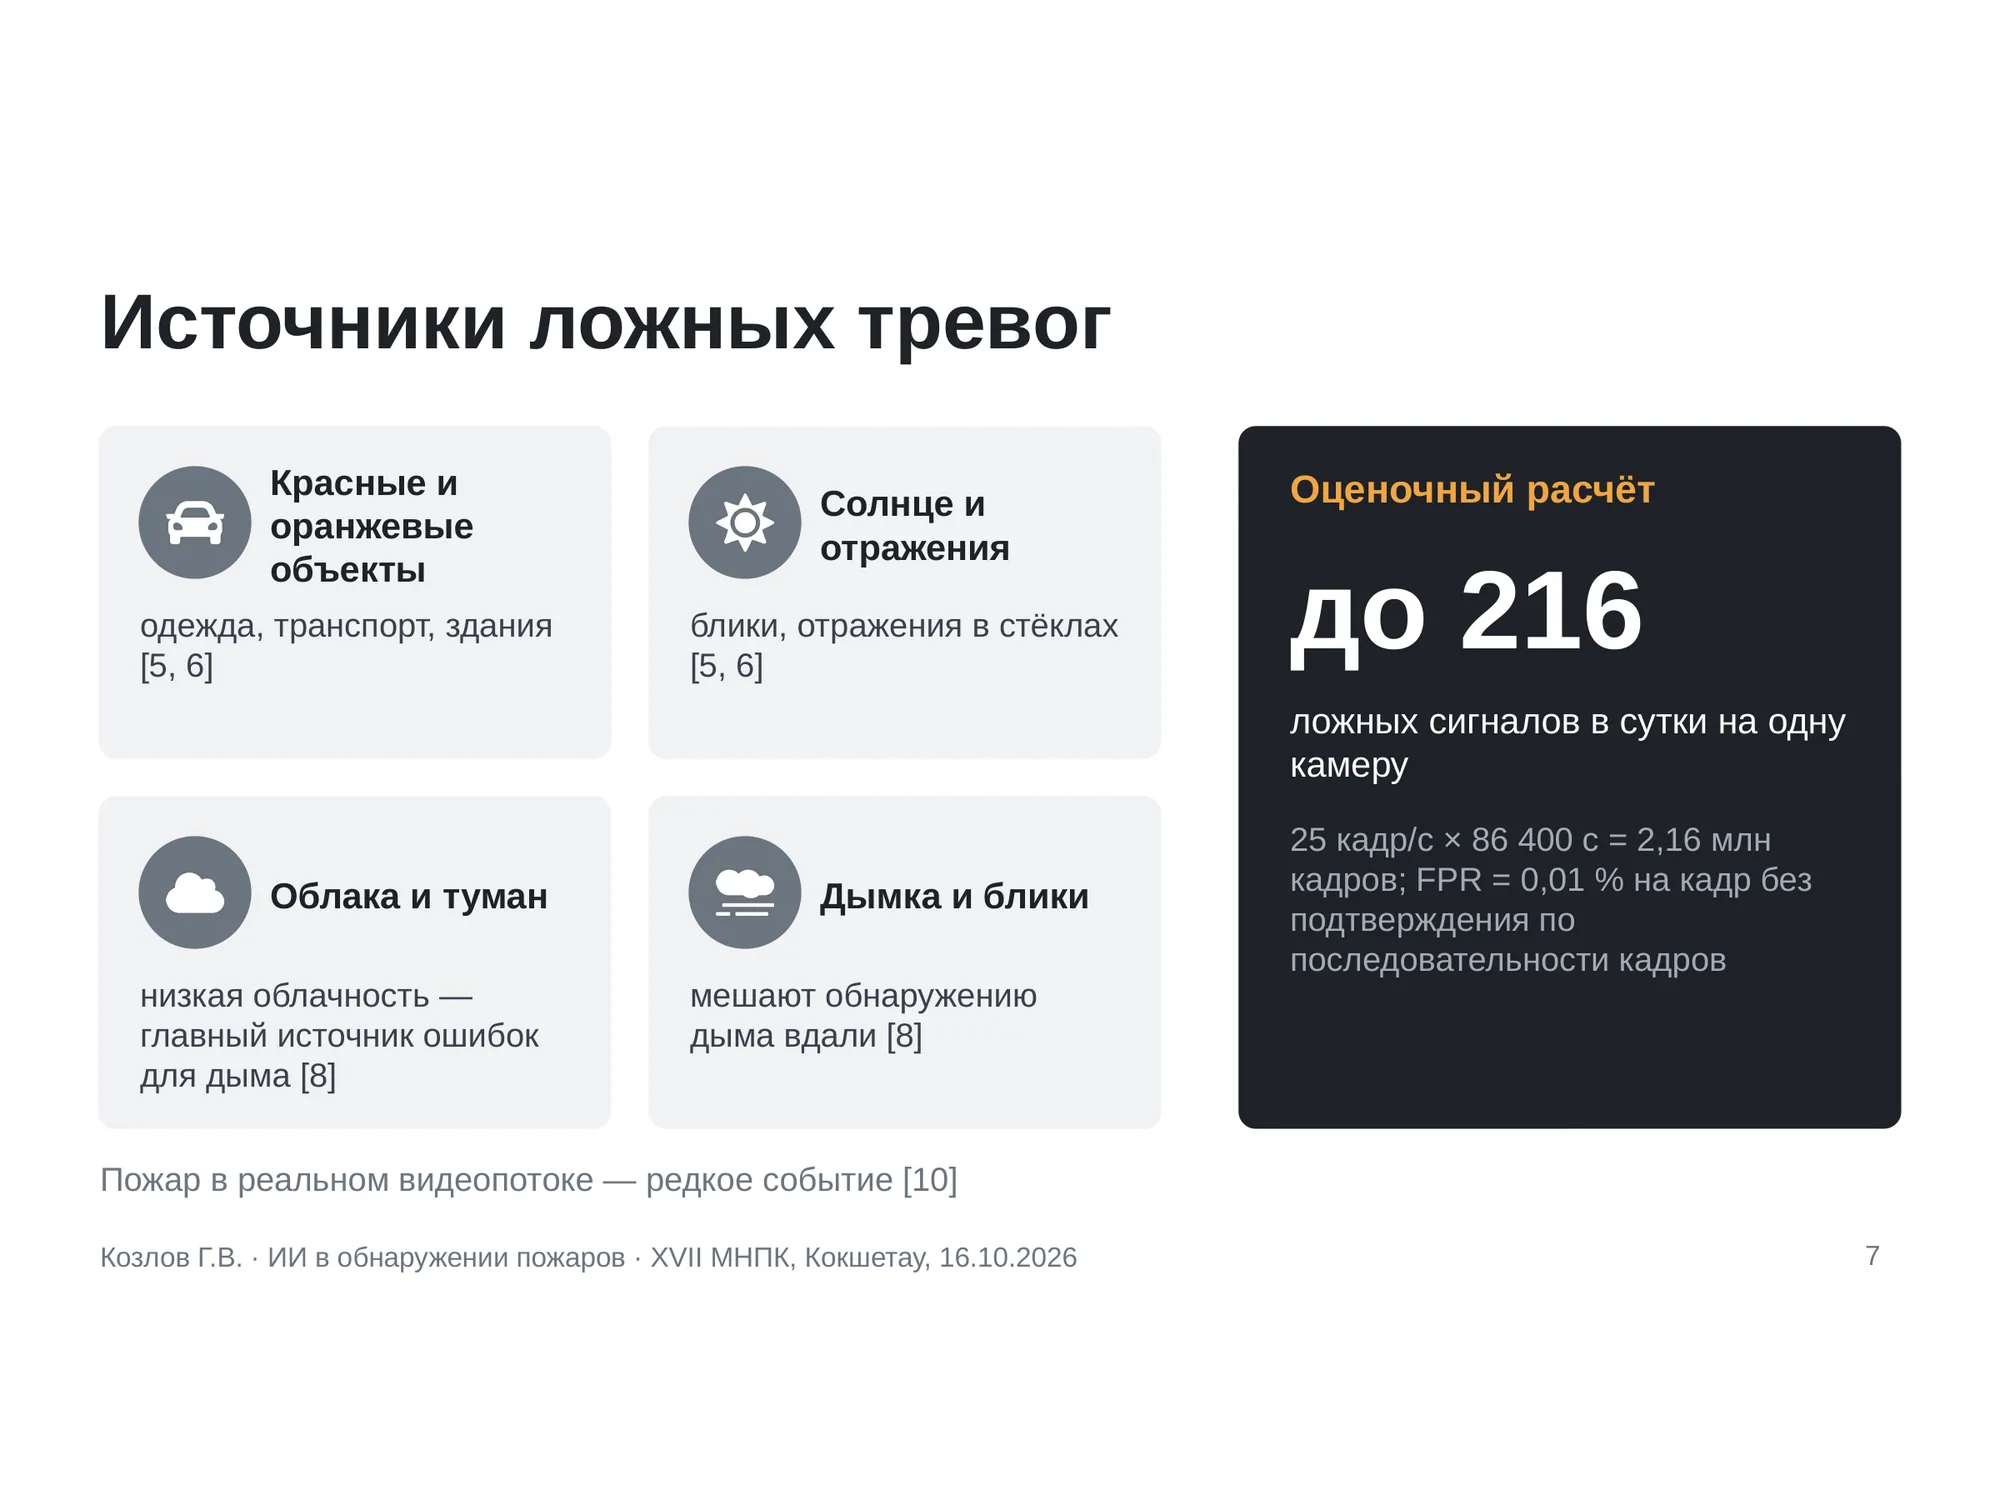 Источники ложных тревог
Красные и
оранжевые
объекты
одежда, транспорт, здания
[5, 6]
Солнце и
отражения
блики, отражения в стёклах
[5, 6]
Облака и туман
низкая облачность —
главный источник ошибок
для дыма [8]
Дымка и блики
мешают обнаружению
дыма вдали [8]
Оценочный расчёт
до 216
ложных сигналов в сутки на одну
камеру
25 кадр/с × 86 400 с = 2,16 млн
кадров; FPR = 0,01 % на кадр без
подтверждения по
последовательности кадров
Пожар в реальном видеопотоке — редкое событие [10]
Козлов Г.В. · ИИ в обнаружении пожаров · XVII МНПК, Кокшетау, 16.10.2026
7